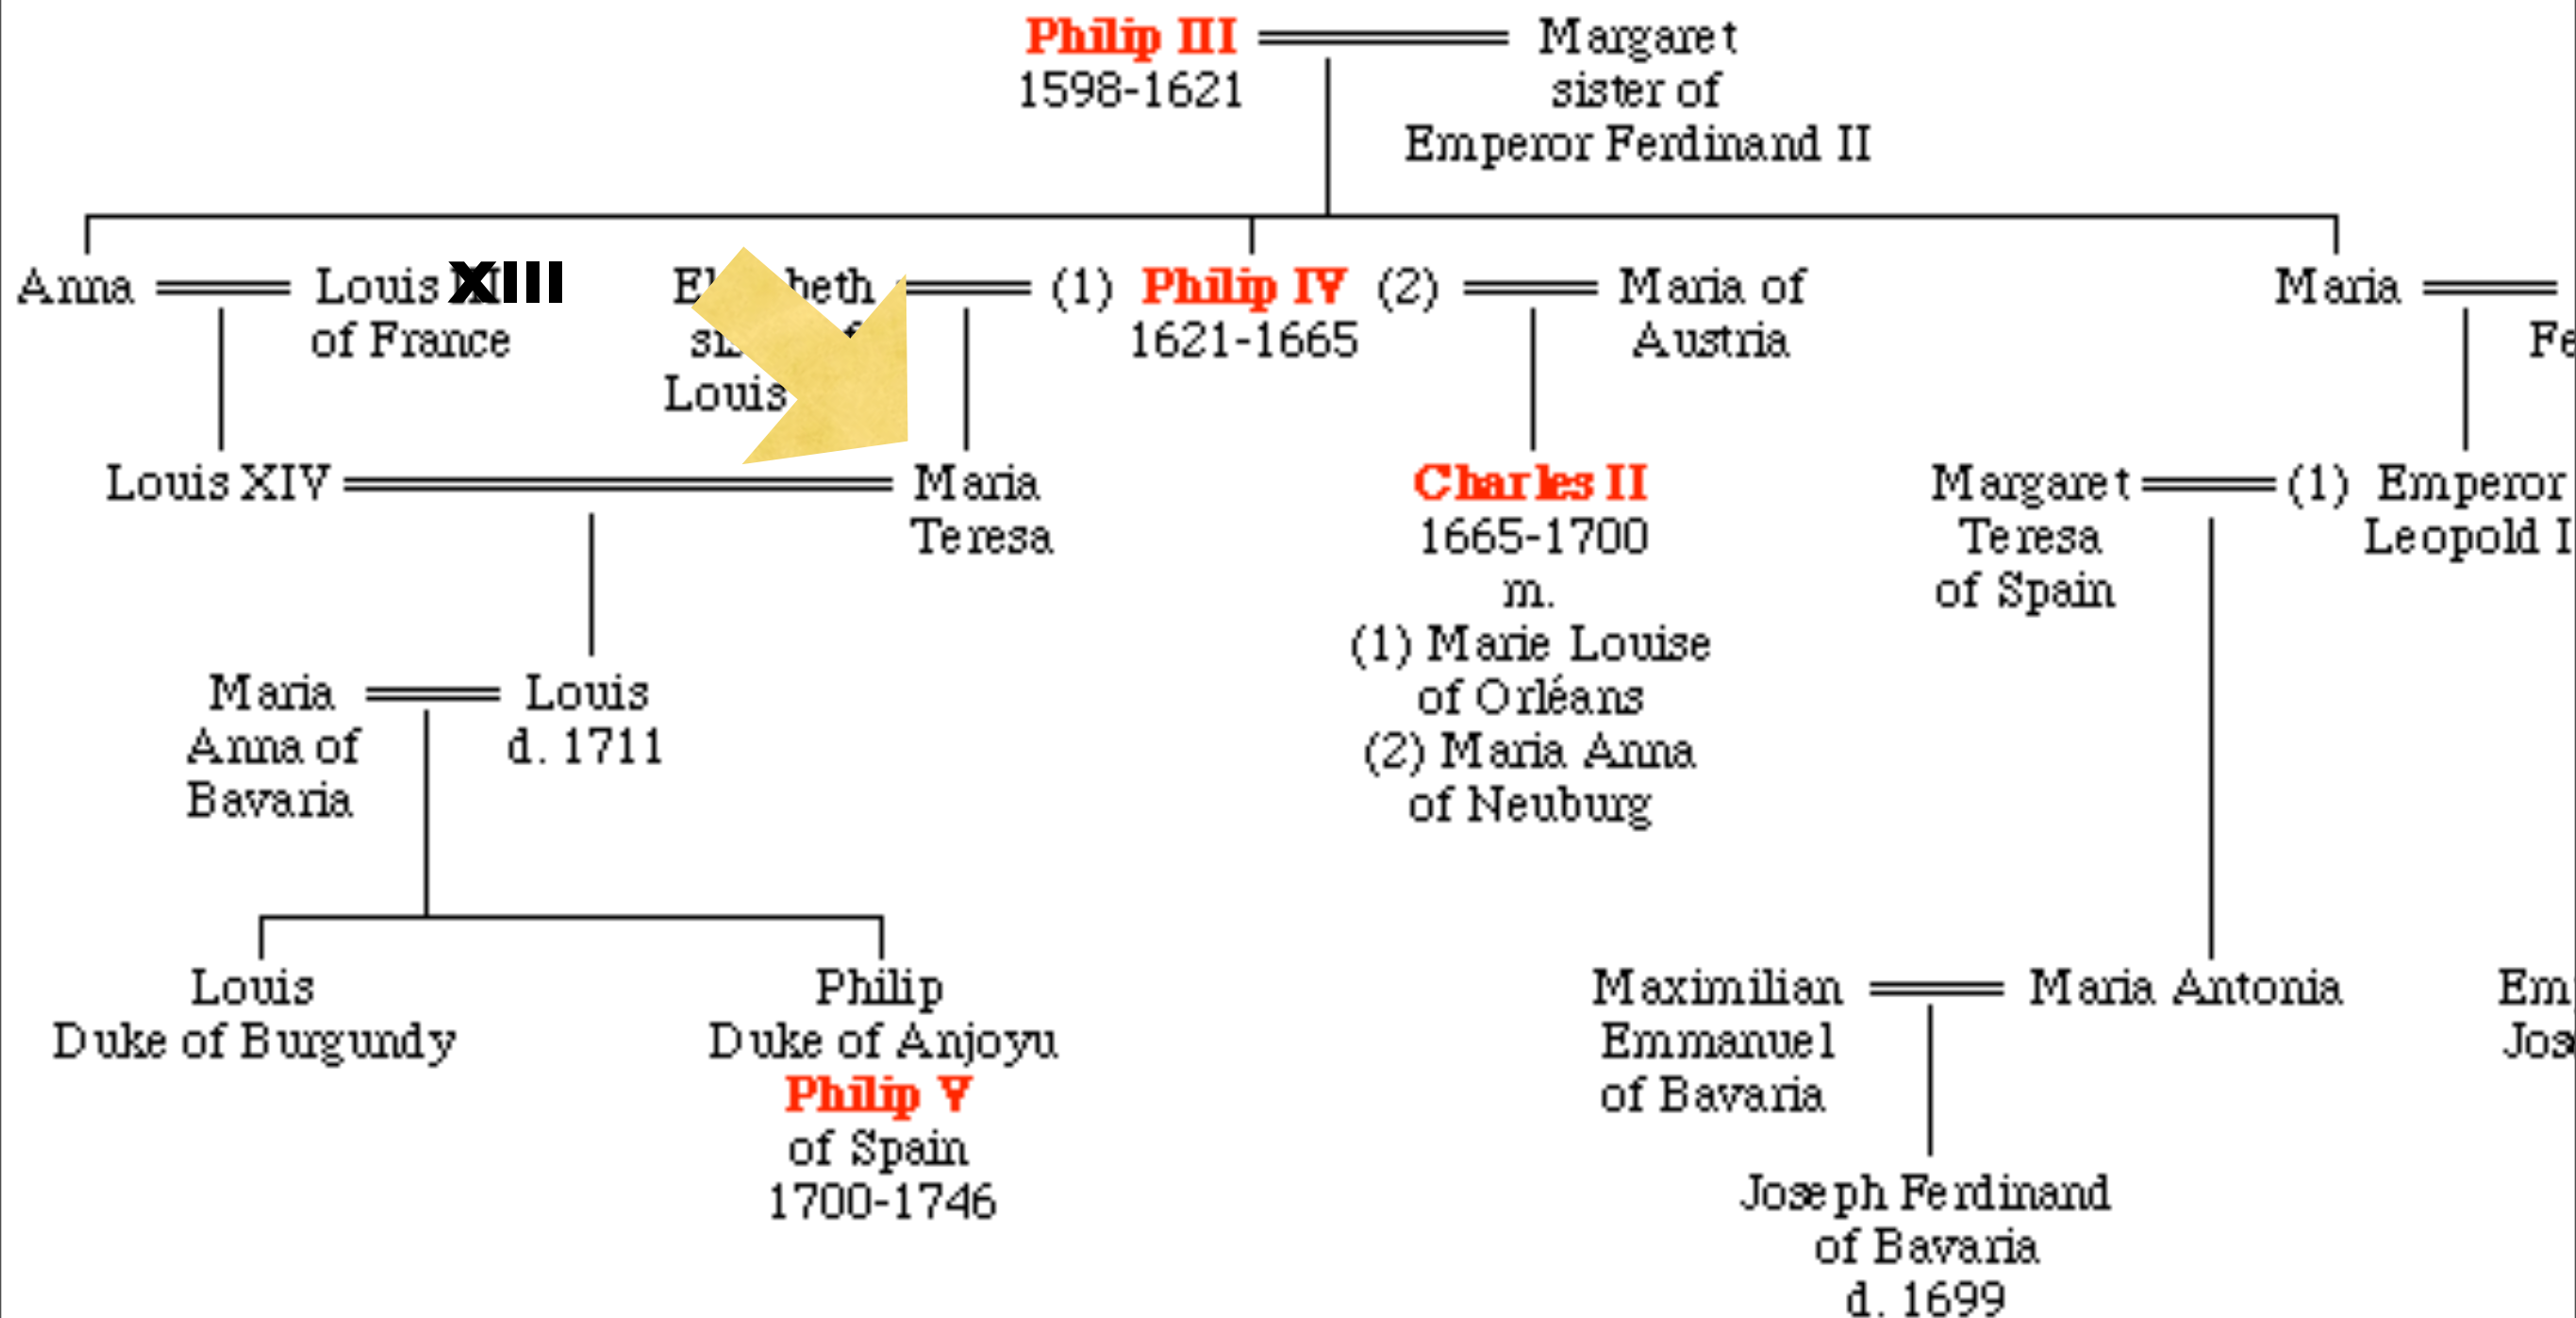 Philip III Margaret
1598-1621 sister of
Emperor Ferdinand II
Anna Louis XIII (1) Philip IV (2) Maria of Maria
of France 1621-1665 Austria
Louis
Louis XIV Maria Charles II Margaret (1) Emperor
Teresa 1665-1700 Teresa Leopold I
m. of Spain
(1) Marie Louise
Maria Louis of Orléans
Anna of d. 1711 (2) Maria Anna
Bavaria of Neuburg
Louis Philip Maximilian Maria Antonia
Duke of Burgundy Duke of Anjoyu Emmanuel
Philip V of Bavaria
of Spain
1700-1746 Joseph Ferdinand
of Bavaria
d. 1699